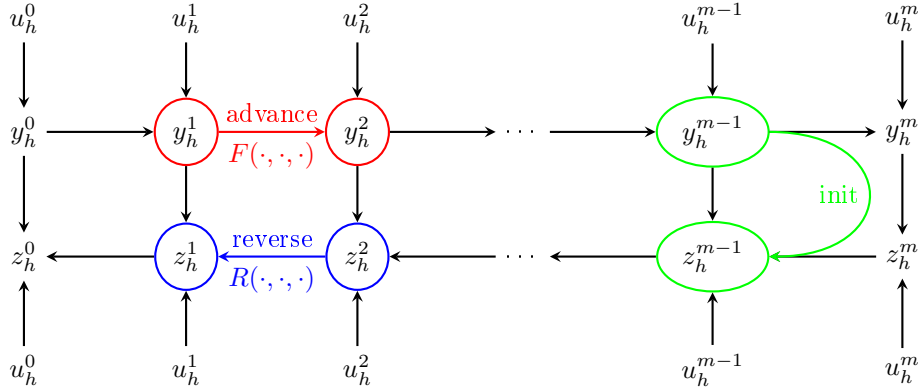 u_h^0 u_h^1 u_h^2 u_h^{m-1} u_h^m
advance
y_h^0 y_h^1 y_h^2 ··· y_h^{m-1} y_h^m
F(·,·,·)
init
reverse
z_h^0 z_h^1 z_h^2 ··· z_h^{m-1} z_h^m
R(·,·,·)
u_h^0 u_h^1 u_h^2 u_h^{m-1} u_h^m